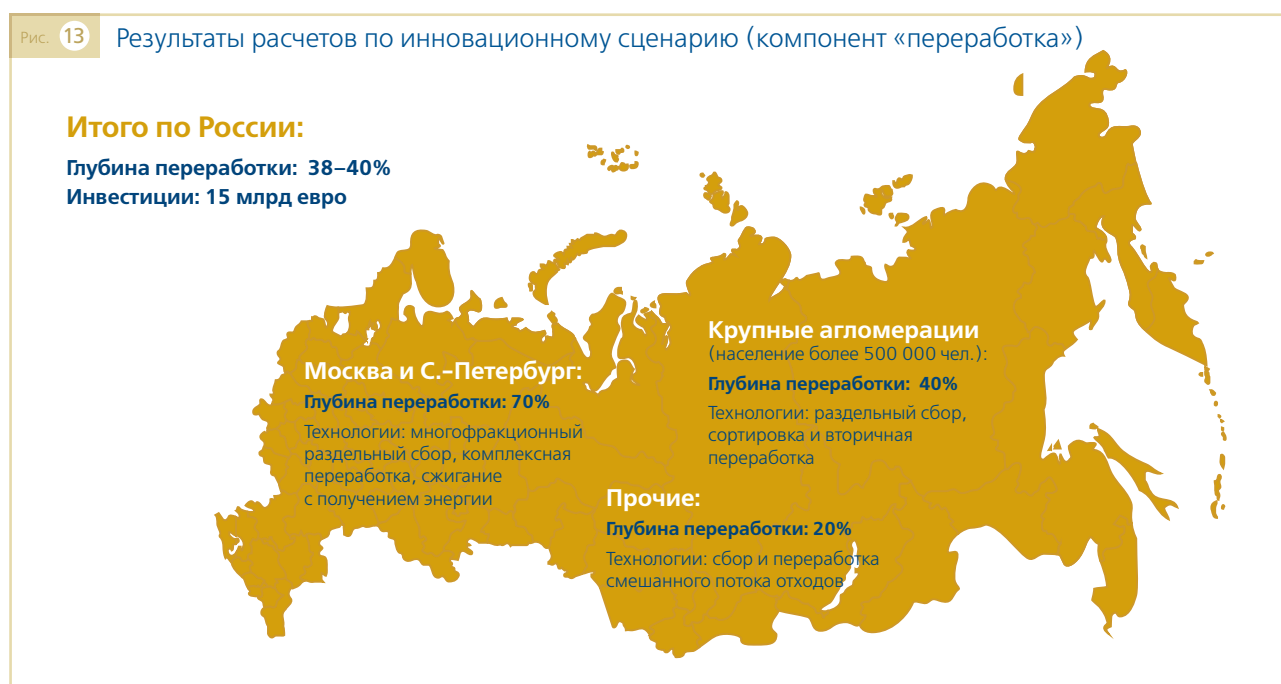 Рис. 13 Результаты расчетов по инновационному сценарию (компонент «переработка»)
Итого по России:
Глубина переработки: 38–40%
Инвестиции: 15 млрд евро
Москва и С.–Петербург:
Глубина переработки: 70%
Технологии: многофракционный
раздельный сбор, комплексная
переработка, сжигание
с получением энергии
Крупные агломерации
(население более 500 000 чел.):
Глубина переработки: 40%
Технологии: раздельный сбор,
сортировка и вторичная
переработка
Прочие:
Глубина переработки: 20%
Технологии: сбор и переработка
смешанного потока отходов